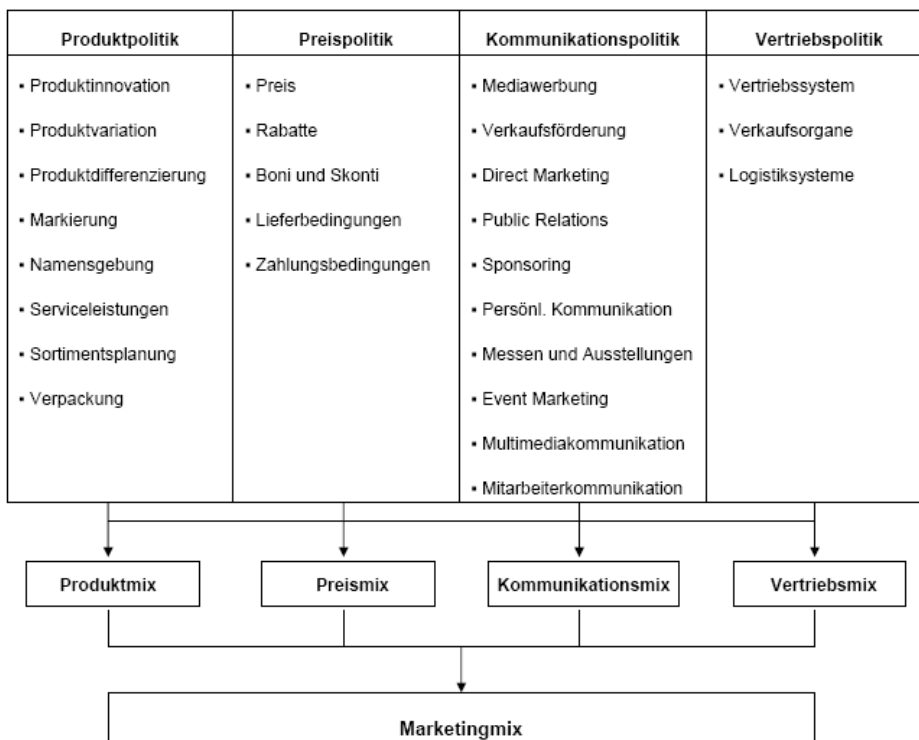 Produktpolitik
▪ Produktinnovation
▪ Produktvariation
▪ Produktdifferenzierung
▪ Markierung
▪ Namensgebung
▪ Serviceleistungen
▪ Sortimentsplanung
▪ Verpackung
Preispolitik
▪ Preis
▪ Rabatte
▪ Boni und Skonti
▪ Lieferbedingungen
▪ Zahlungsbedingungen
Kommunikationspolitik
▪ Mediawerbung
▪ Verkaufsförderung
▪ Direct Marketing
▪ Public Relations
▪ Sponsoring
▪ Persönl. Kommunikation
▪ Messen und Ausstellungen
▪ Event Marketing
▪ Multimediakommunikation
▪ Mitarbeiterkommunikation
Vertriebspolitik
▪ Vertriebssystem
▪ Verkaufsorgane
▪ Logistiksysteme
Produktmix
Preismix
Kommunikationsmix
Vertriebsmix
Marketingmix